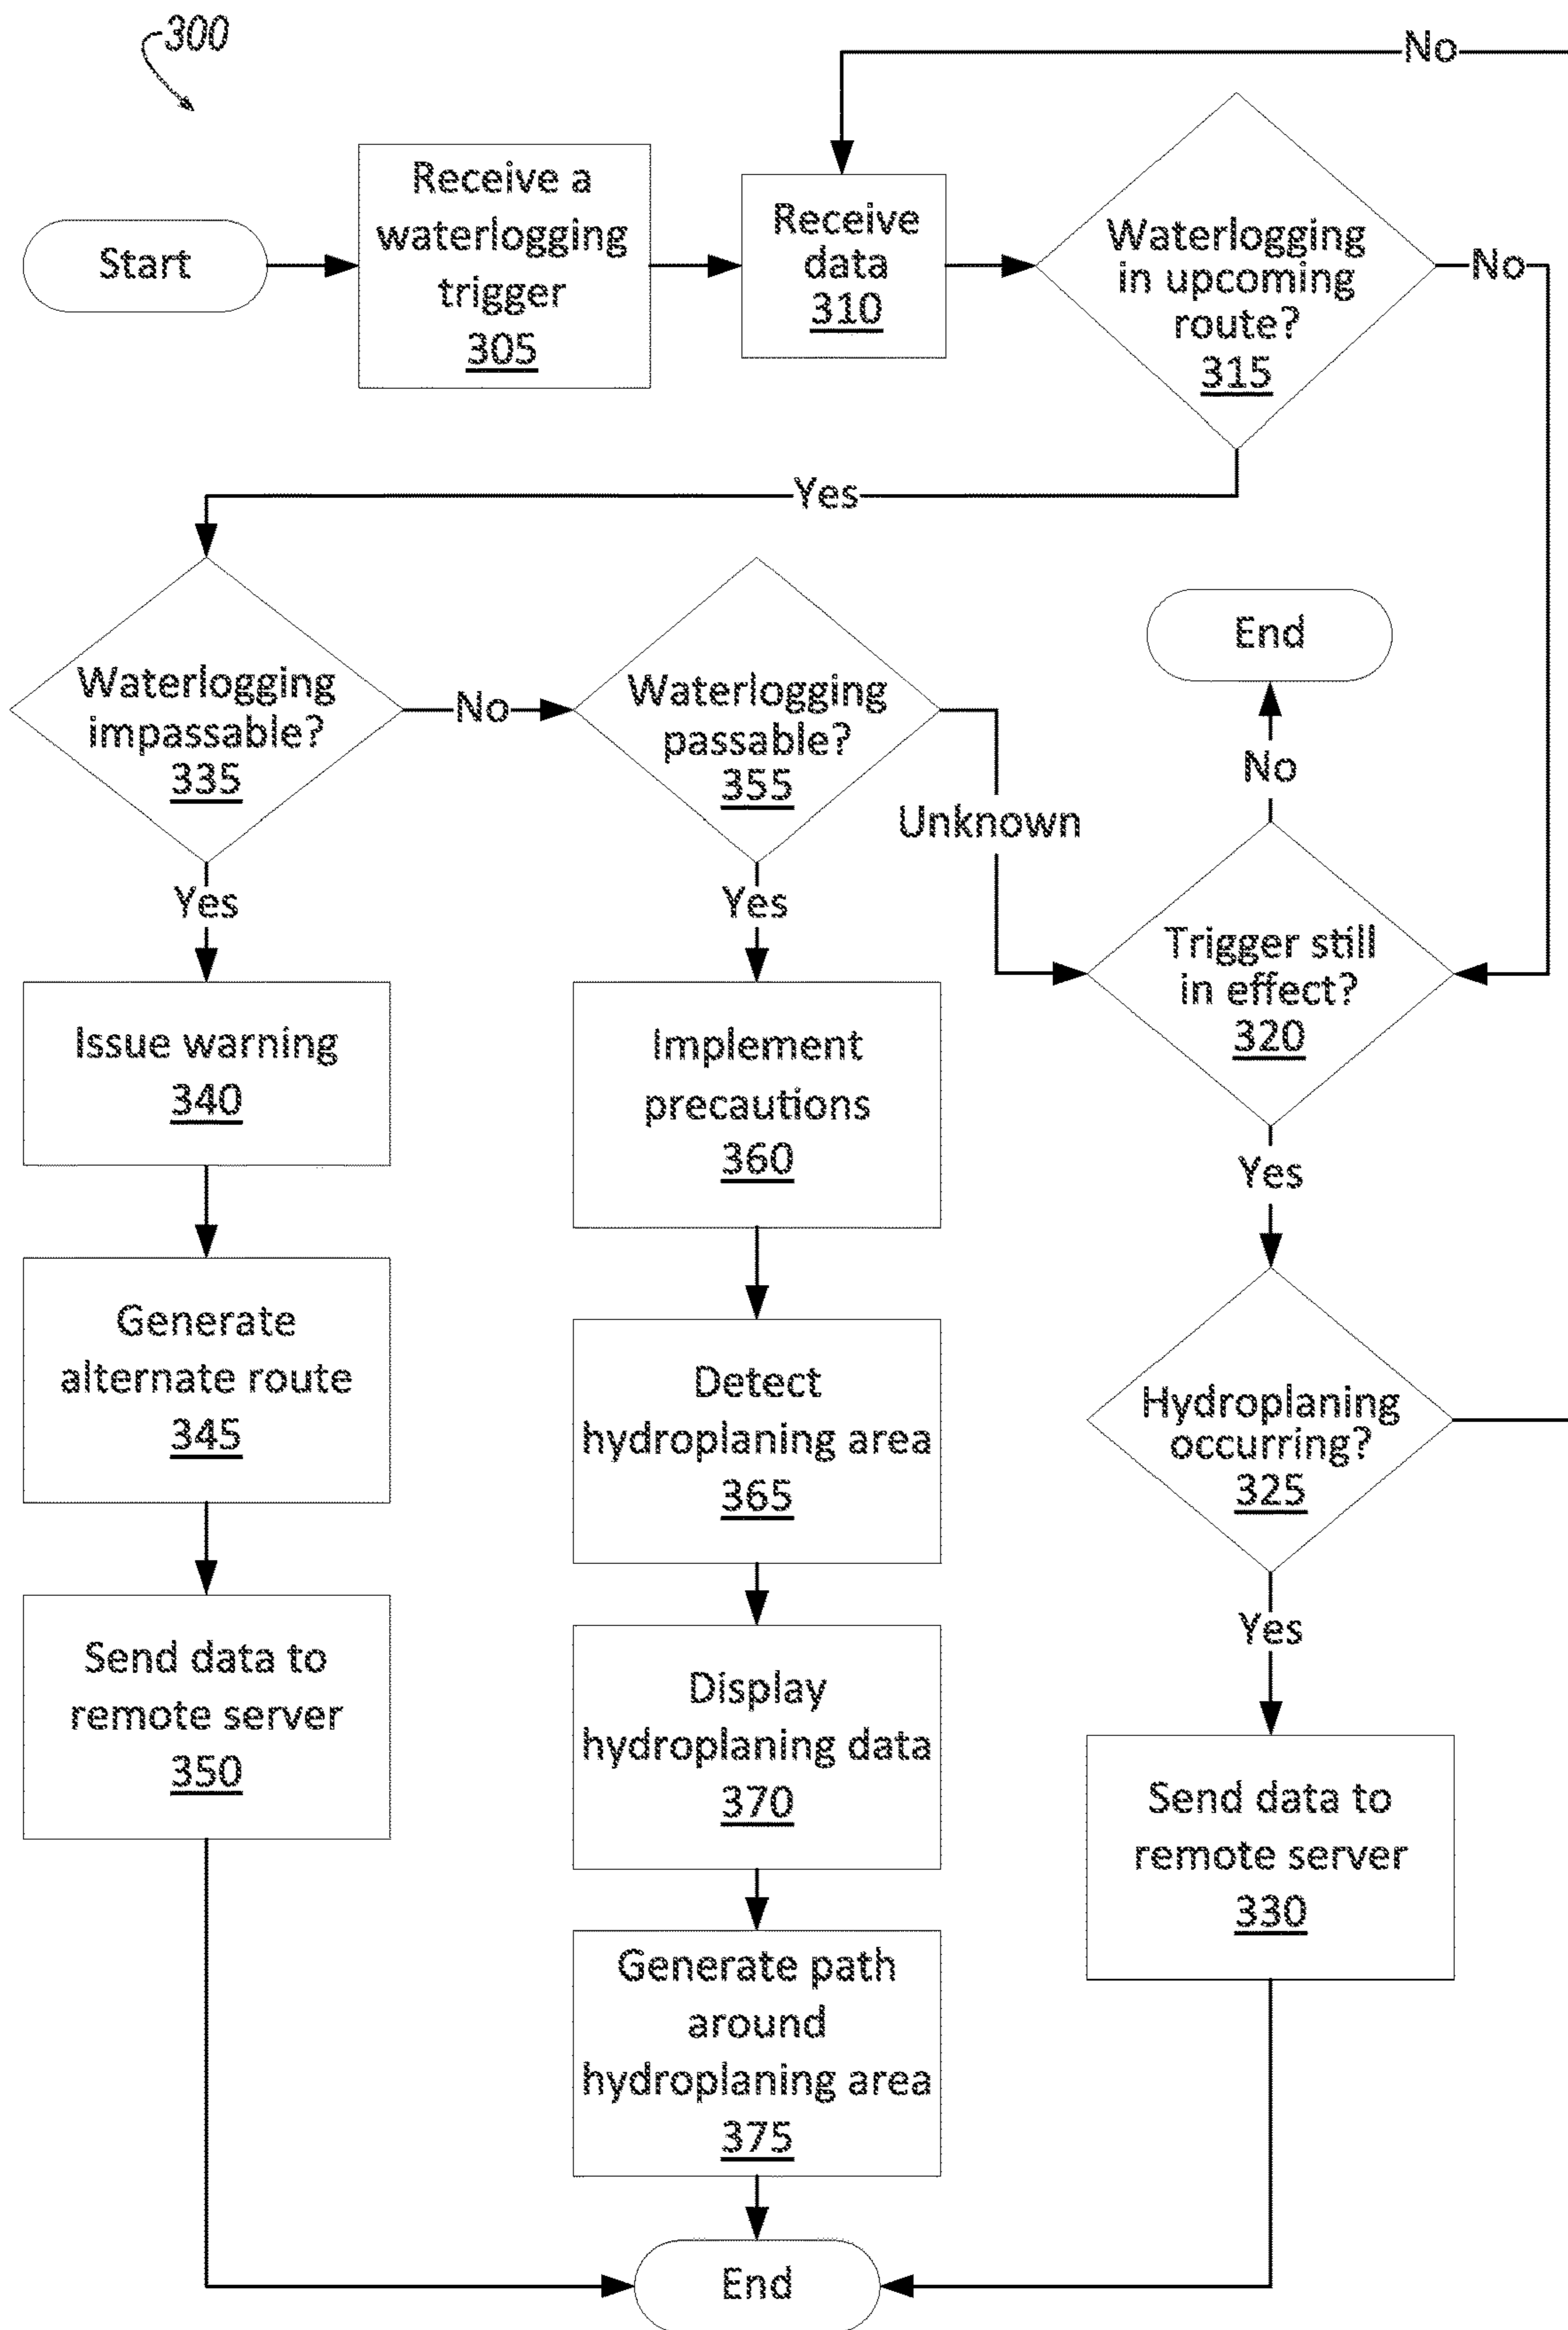 300
No
Start
Receive a
waterlogging
trigger
305
Receive
data
310
Waterlogging
in upcoming
route?
315
No
Yes
Waterlogging
impassable?
335
No
Waterlogging
passable?
355
Unknown
End
No
Trigger still
in effect?
320
Yes
Yes
Yes
Issue warning
340
Implement
precautions
360
Hydroplaning
occurring?
325
Generate
alternate route
345
Detect
hydroplaning area
365
Yes
Send data to
remote server
350
Display
hydroplaning data
370
Send data to
remote server
330
Generate path
around
hydroplaning area
375
End